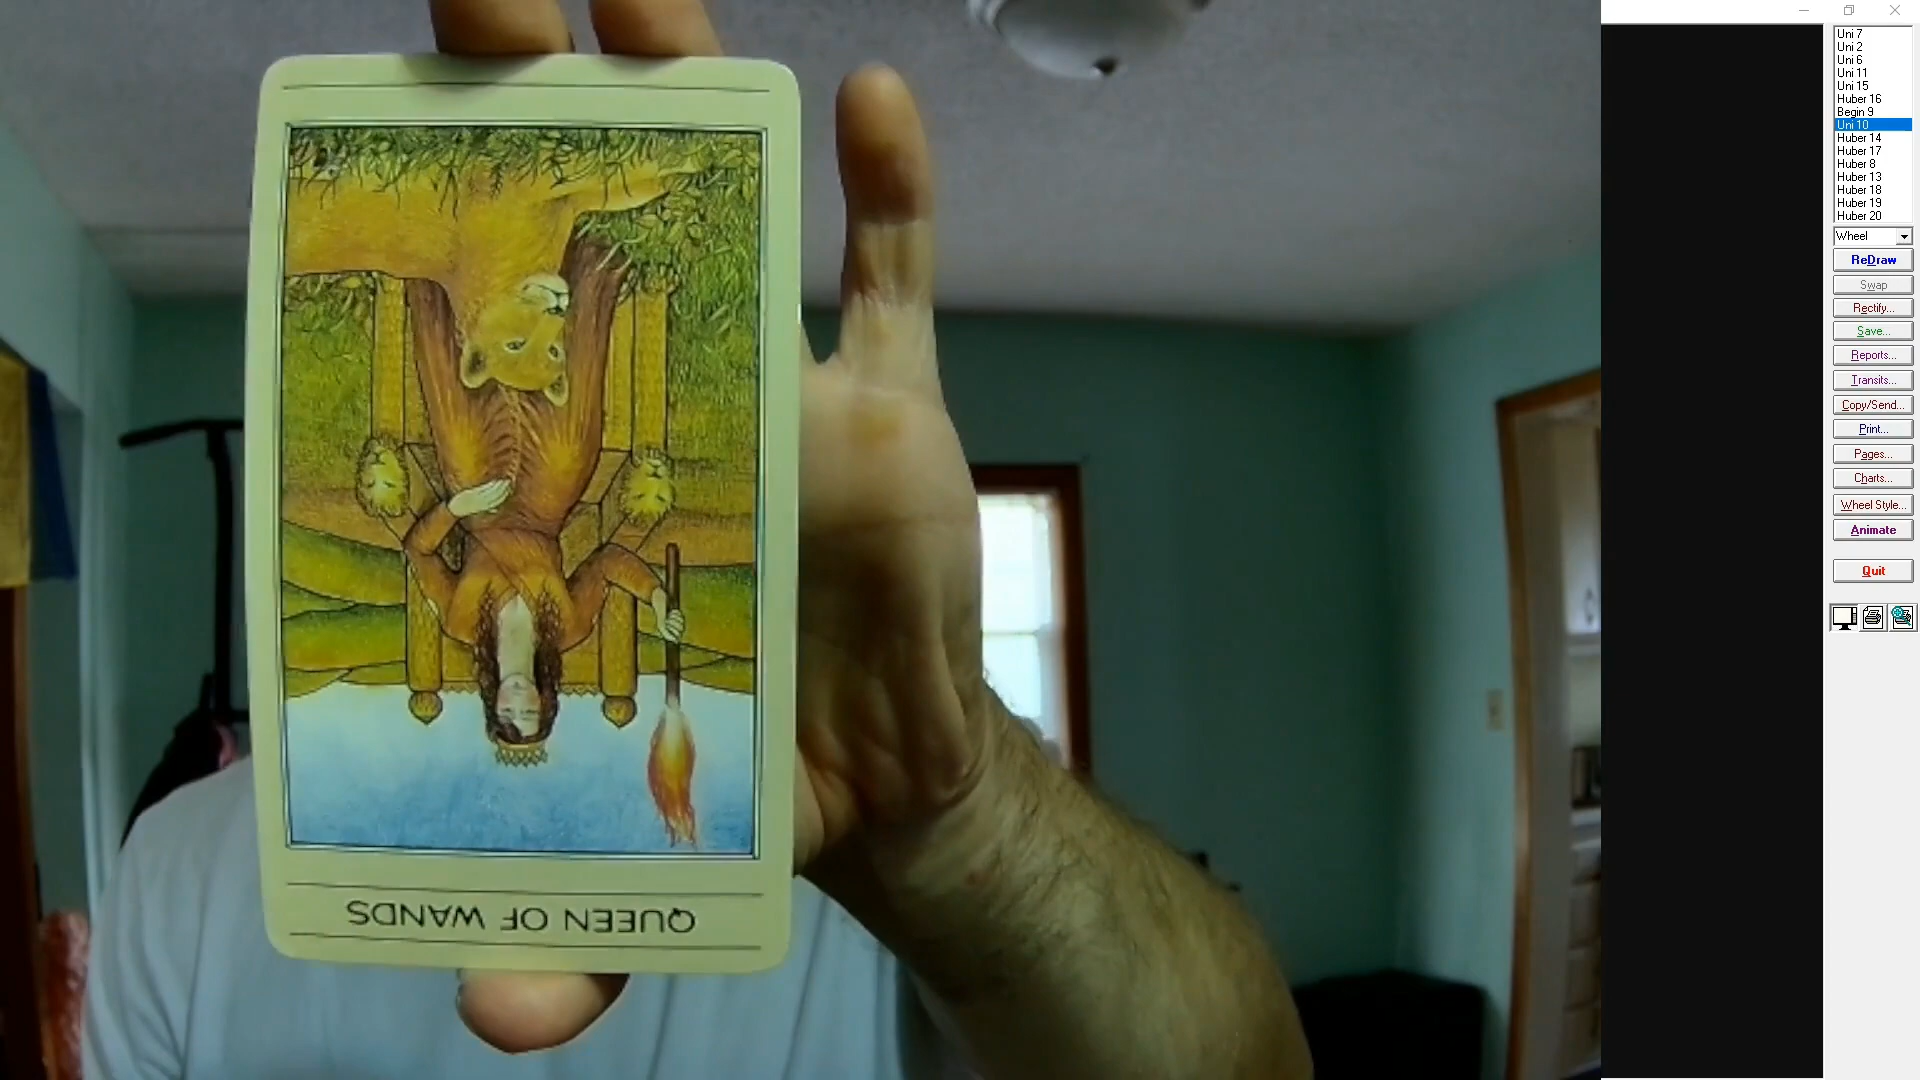 QUEEN OF WANDS
Uni 7
Uni 2
Uni 6
Uni 11
Uni 15
Huber 16
Begin 9
Uni 10
Huber 14
Huber 17
Huber 8
Huber 13
Huber 18
Huber 19
Huber 20
Wheel
ReDraw
Swap
Rectify...
Save...
Reports...
Transits...
Copy/Send...
Print...
Pages...
Charts...
Wheel Style...
Animate
Quit